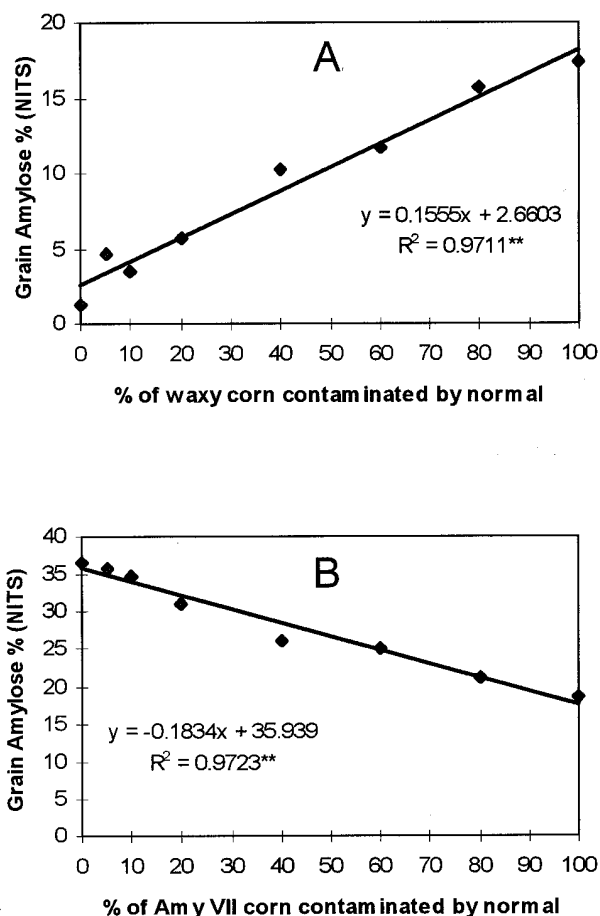 A
Grain Amylose % (NITS)
20
15
10
5
0
y = 0.1555x + 2.6603
R² = 0.9711**
0 10 20 30 40 50 60 70 80 90 100
% of waxy corn contaminated by normal
B
Grain Amylose % (NITS)
40
35
30
25
20
15
10
5
0
y = -0.1834x + 35.939
R² = 0.9723**
0 10 20 30 40 50 60 70 80 90 100
% of Amy VII corn contaminated by normal